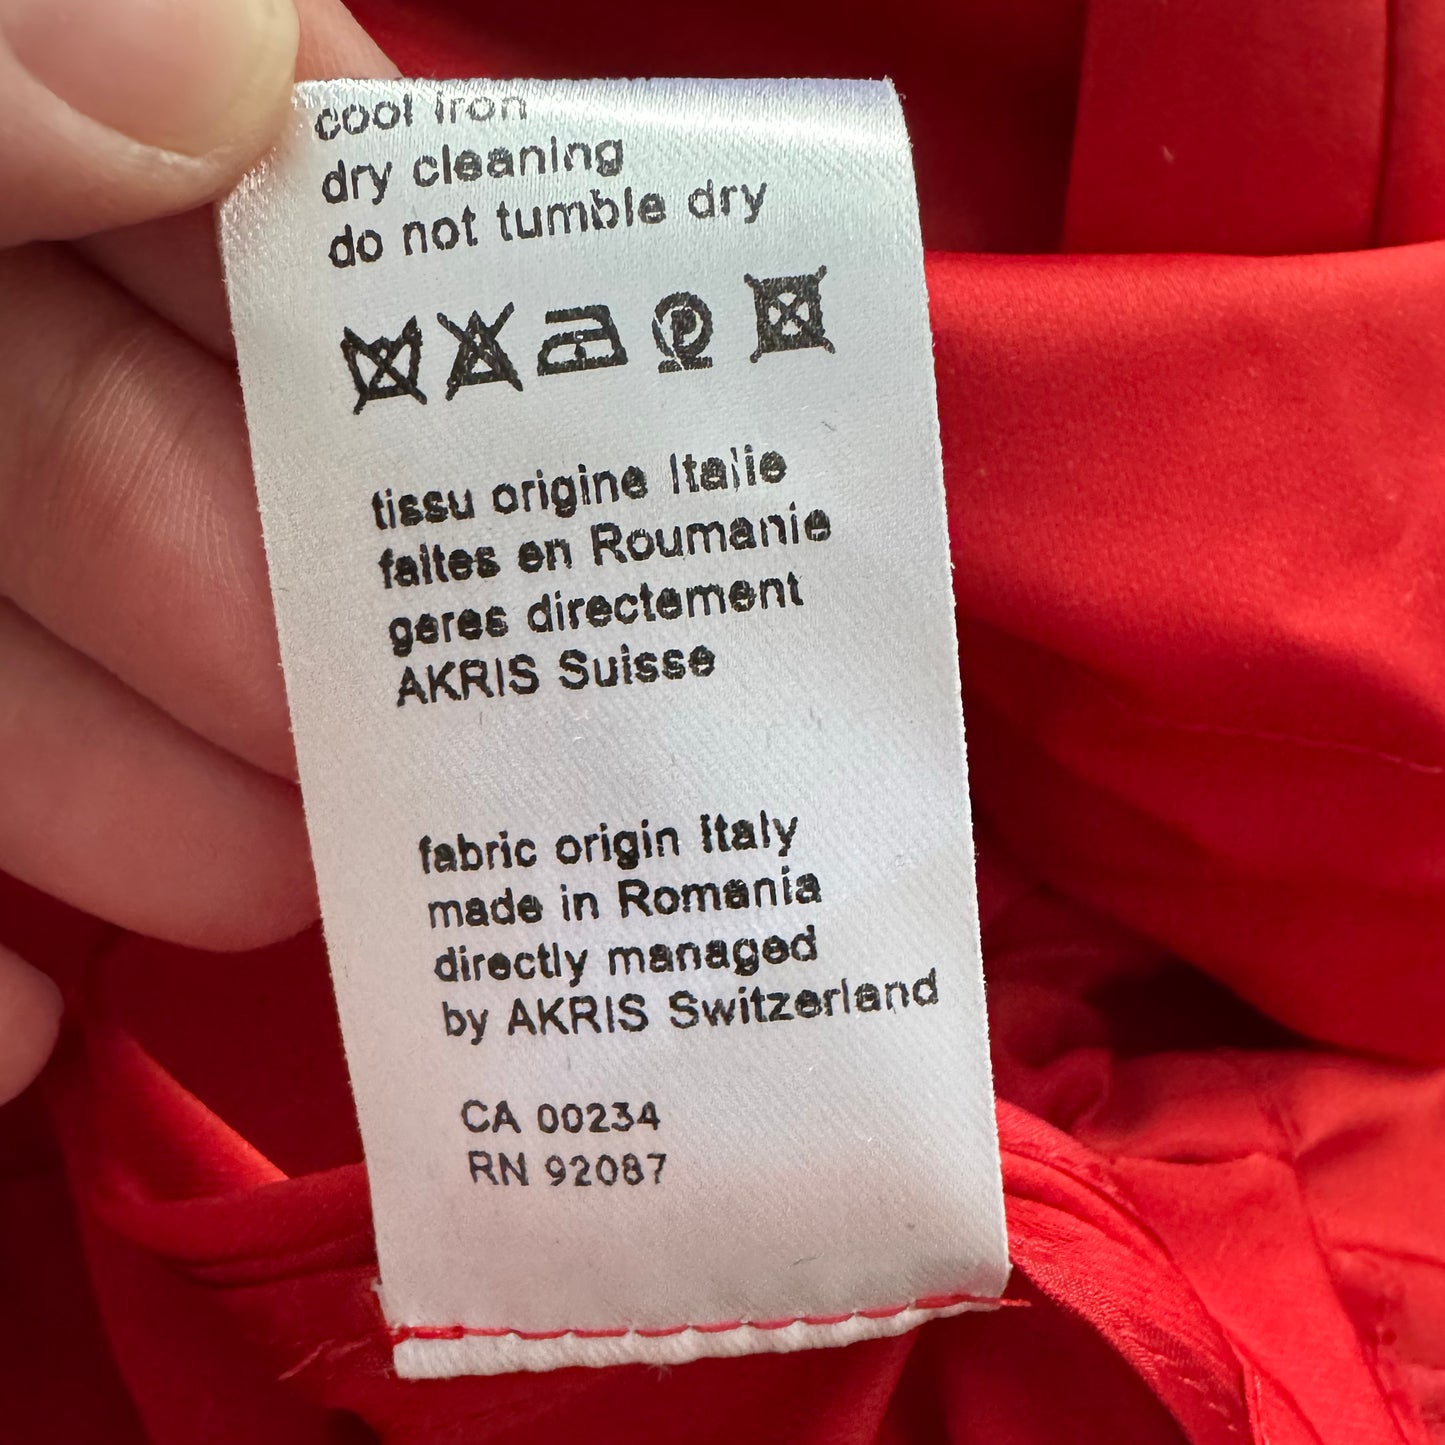 cool iron
dry cleaning
do not tumble dry
P
tissu origine Italie
faites en Roumanie
geres directement
AKRIS Suisse
fabric origin Italy
made in Romania
directly managed
by AKRIS Switzerland
CA 00234
RN 92087